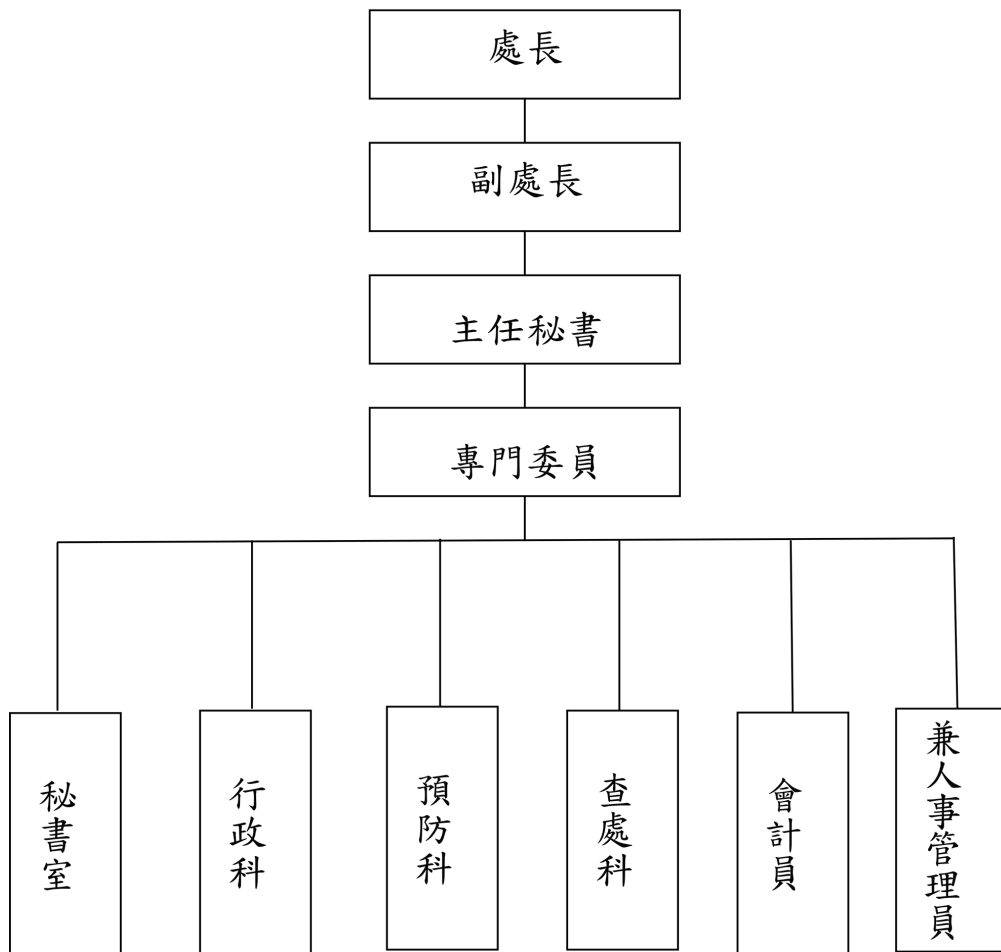 處長
副處長
主任秘書
專門委員
秘書室
行政科
預防科
查處科
會計員
兼人事管理員